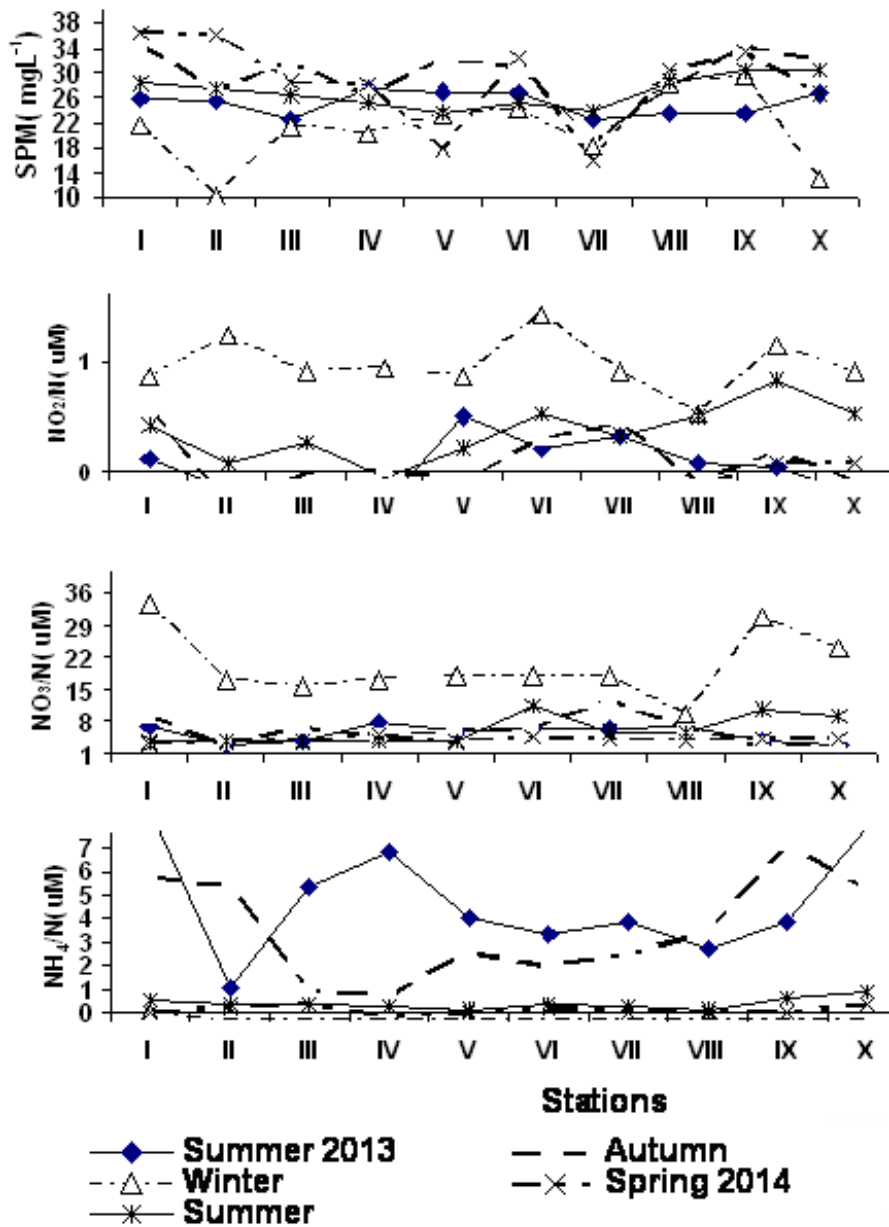 SPM( mgL-1)
38
34
30
26
22
18
14
10
I II III IV V VI VII VIII IX X
NO2/N( uM)
1
0
I II III IV V VI VII VIII IX X
NO3/N( uM)
36
29
22
15
8
1
I II III IV V VI VII VIII IX X
NH4/N( uM)
7
6
5
4
3
2
1
0
I II III IV V VI VII VIII IX X
Stations
Summer 2013
Autumn
Winter
Spring 2014
Summer